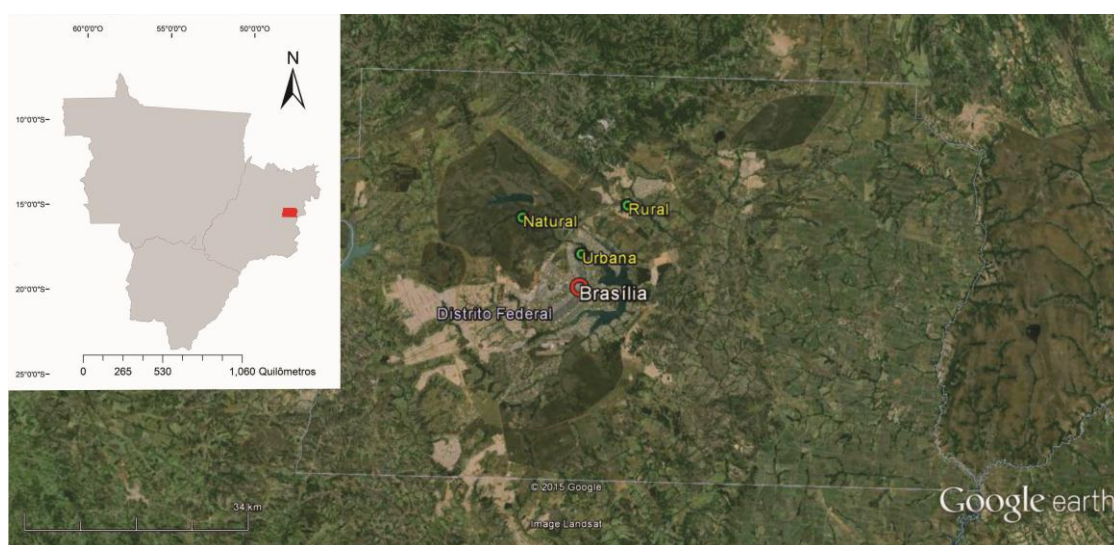 60°0'0"O 55°0'0"O 50°0'0"O
N
10°0'0"S
15°0'0"S
20°0'0"S
25°0'0"S
0 265 530 1,060 Quilômetros
Natural
Rural
Urbana
Brasília
Distrito Federal
34 km
© 2015 Google
Image Landsat
Google earth